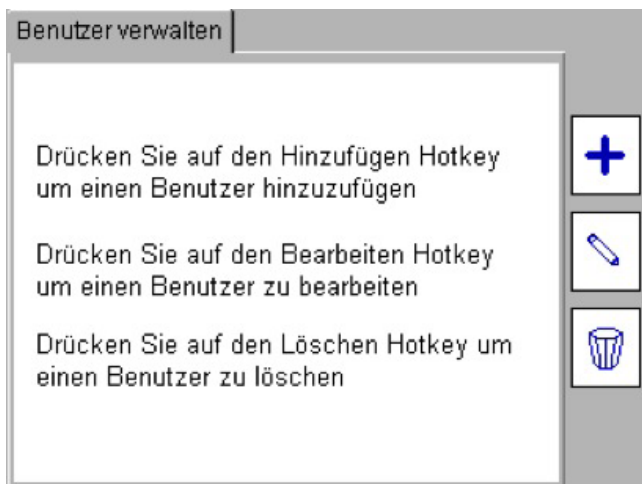 Benutzer verwalten
Drücken Sie auf den Hinzufügen Hotkey
um einen Benutzer hinzuzufügen
Drücken Sie auf den Bearbeiten Hotkey
um einen Benutzer zu bearbeiten
Drücken Sie auf den Löschen Hotkey um
einen Benutzer zu löschen